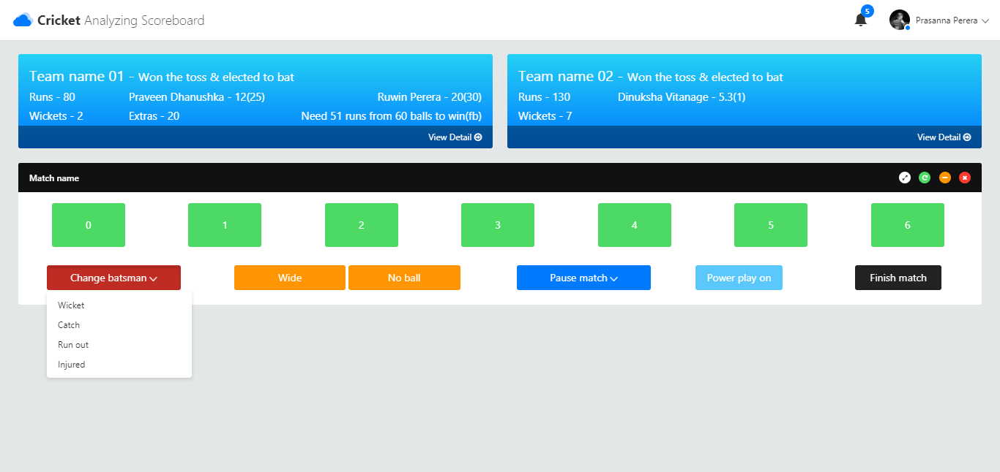 Cricket Analyzing Scoreboard
5
Prasanna Perera
Team name 01 - Won the toss & elected to bat
Runs - 80 Praveen Dhanushka - 12(25) Ruwin Perera - 20(30)
Wickets - 2 Extras - 20 Need 51 runs from 60 balls to win(fb)
View Detail
Team name 02 - Won the toss & elected to bat
Runs - 130 Dinuksha Vitanage - 5.3(1)
Wickets - 7
View Detail
Match name
0 1 2 3 4 5 6
Change batsman Wide No ball Pause match Power play on Finish match
Wicket
Catch
Run out
Injured